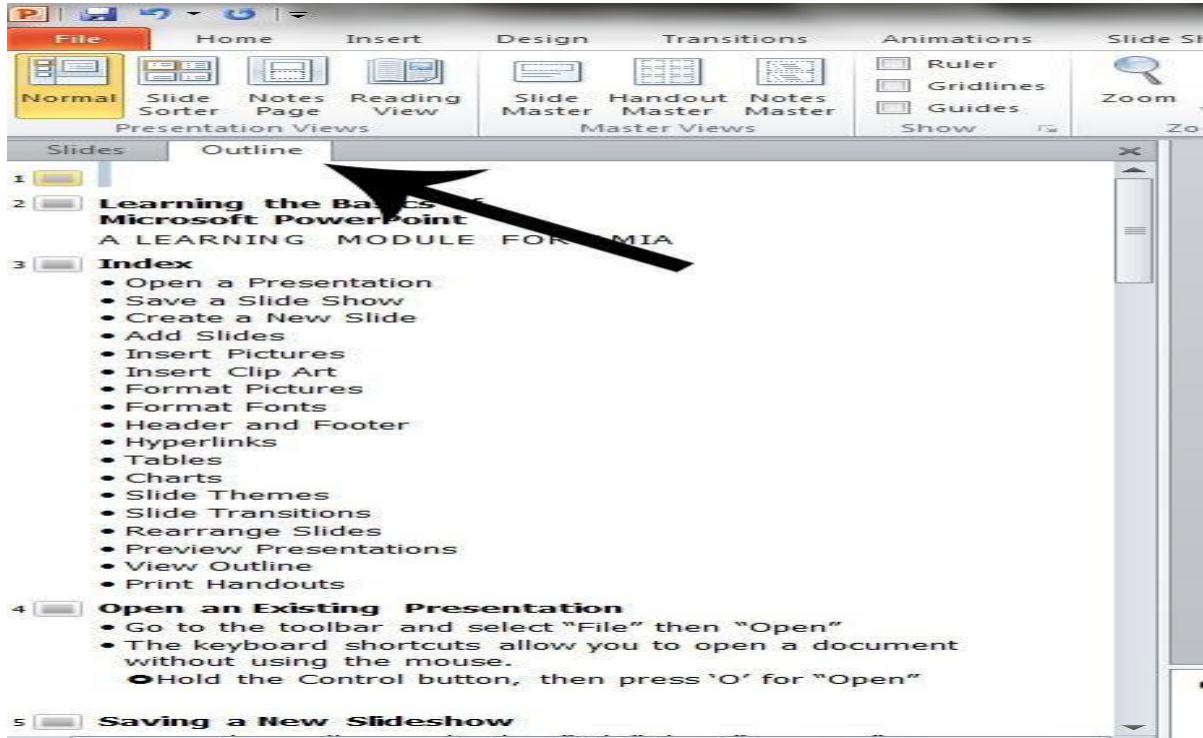 File Home Insert Design Transitions Animations Slide Sh
Normal Slide Sorter Notes Page Reading View Slide Master Handout Master Notes Master Ruler Gridlines Guides Zoom
Presentation Views Master Views Show Zo
Slides Outline
1
2 Learning the Basics of
Microsoft PowerPoint
A LEARNING MODULE FOR MIA
3 Index
• Open a Presentation
• Save a Slide Show
• Create a New Slide
• Add Slides
• Insert Pictures
• Insert Clip Art
• Format Pictures
• Format Fonts
• Header and Footer
• Hyperlinks
• Tables
• Charts
• Slide Themes
• Slide Transitions
• Rearrange Slides
• Preview Presentations
• View Outline
• Print Handouts
4 Open an Existing Presentation
• Go to the toolbar and select “File” then “Open”
• The keyboard shortcuts allow you to open a document
without using the mouse.
Hold the Control button, then press ‘O’ for “Open”
5 Saving a New Slideshow